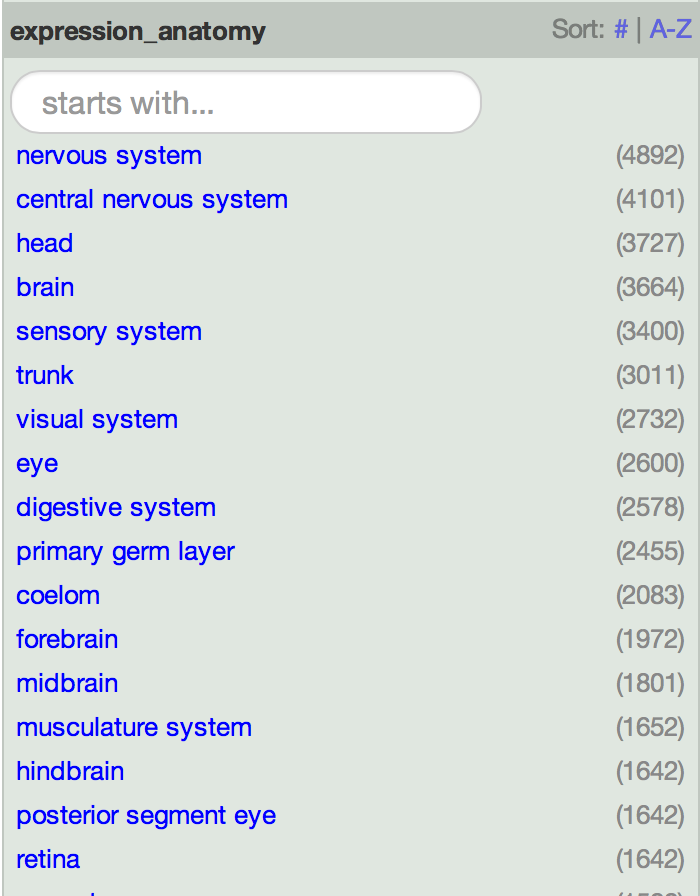 expression_anatomy Sort: # | A-Z
starts with...
nervous system (4892)
central nervous system (4101)
head (3727)
brain (3664)
sensory system (3400)
trunk (3011)
visual system (2732)
eye (2600)
digestive system (2578)
primary germ layer (2455)
coelom (2083)
forebrain (1972)
midbrain (1801)
musculature system (1652)
hindbrain (1642)
posterior segment eye (1642)
retina (1642)